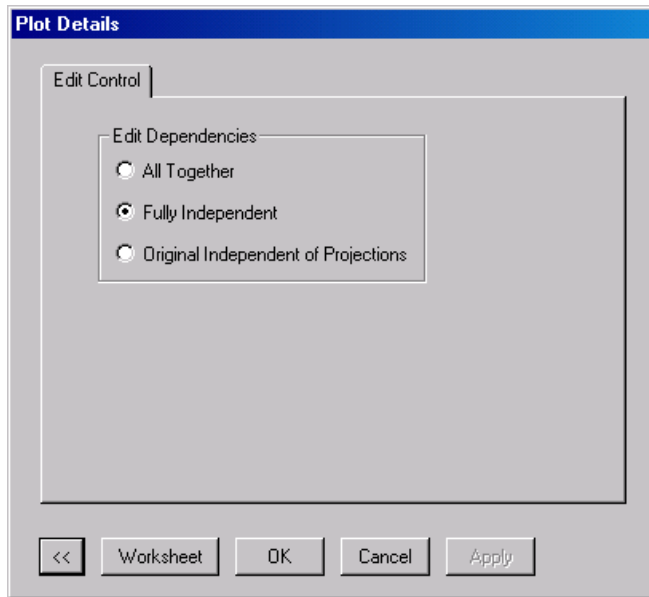 Plot Details
Edit Control
Edit Dependencies
All Together
Fully Independent
Original Independent of Projections
<< Worksheet OK Cancel Apply